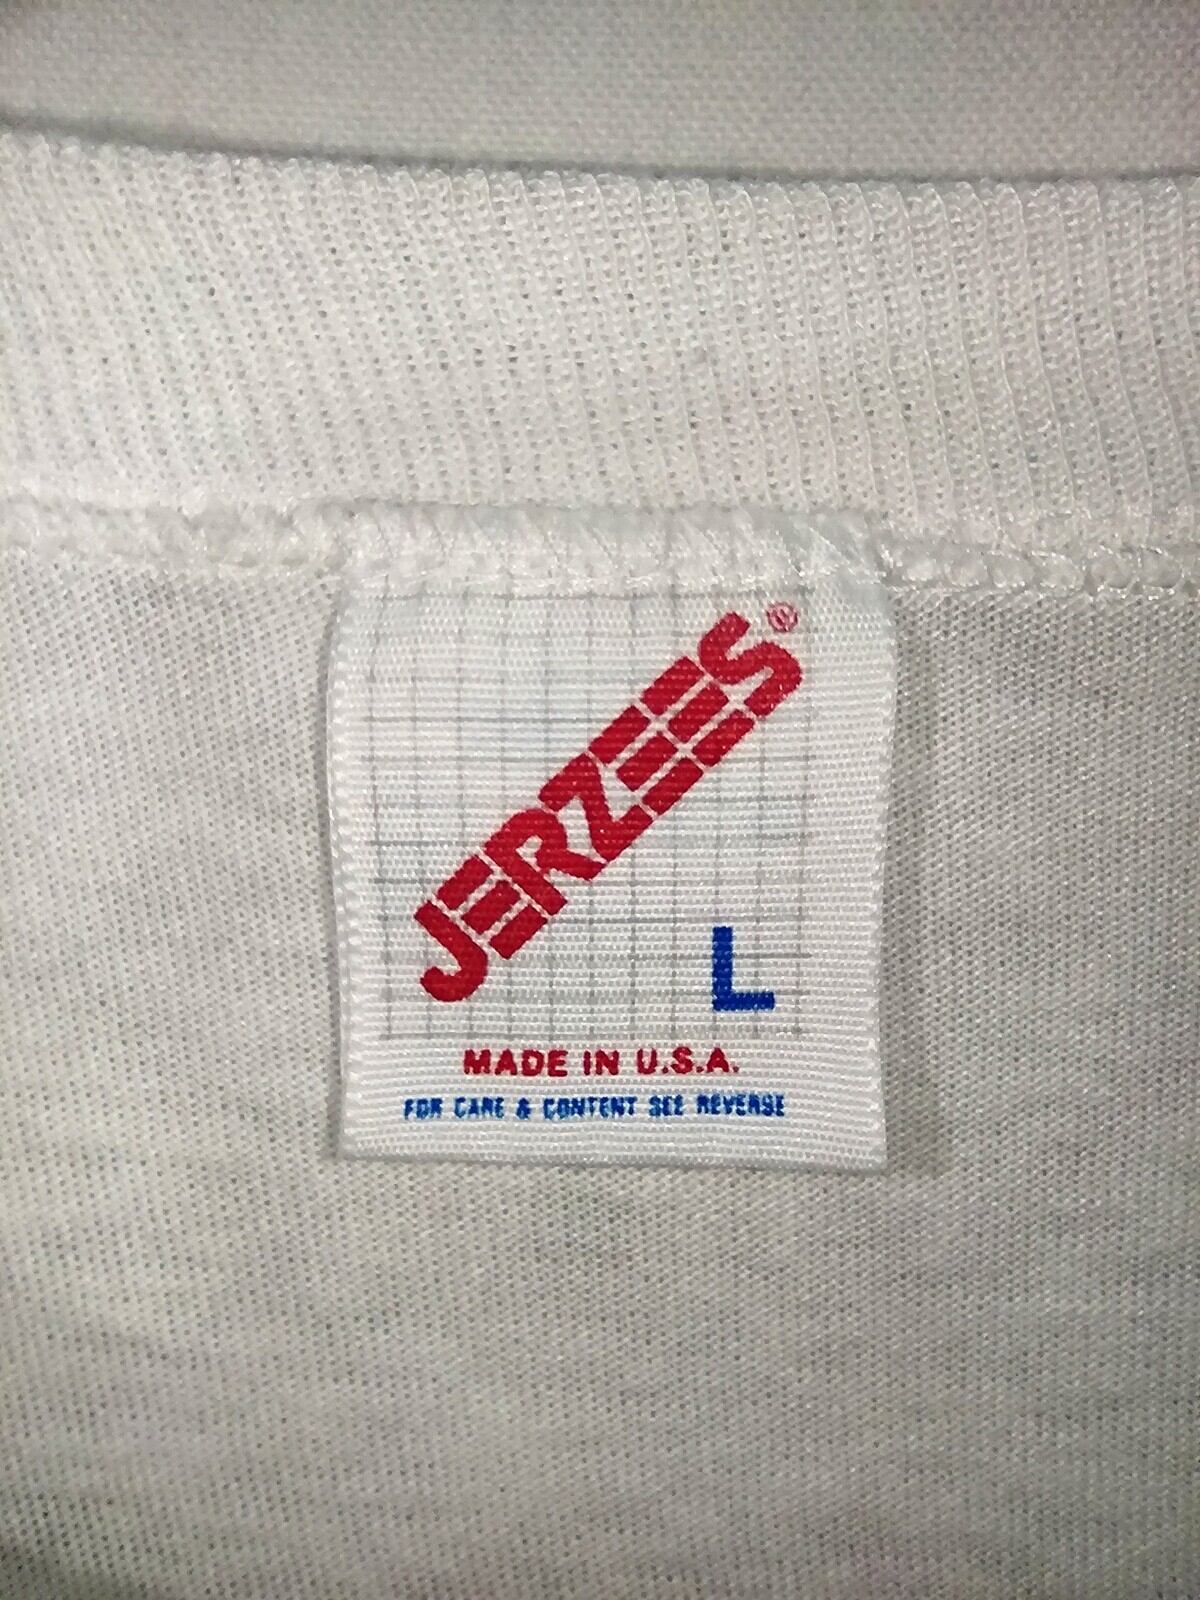 JERZEES®
L
MADE IN U.S.A.
FOR CARE & CONTENT SEE REVERSE